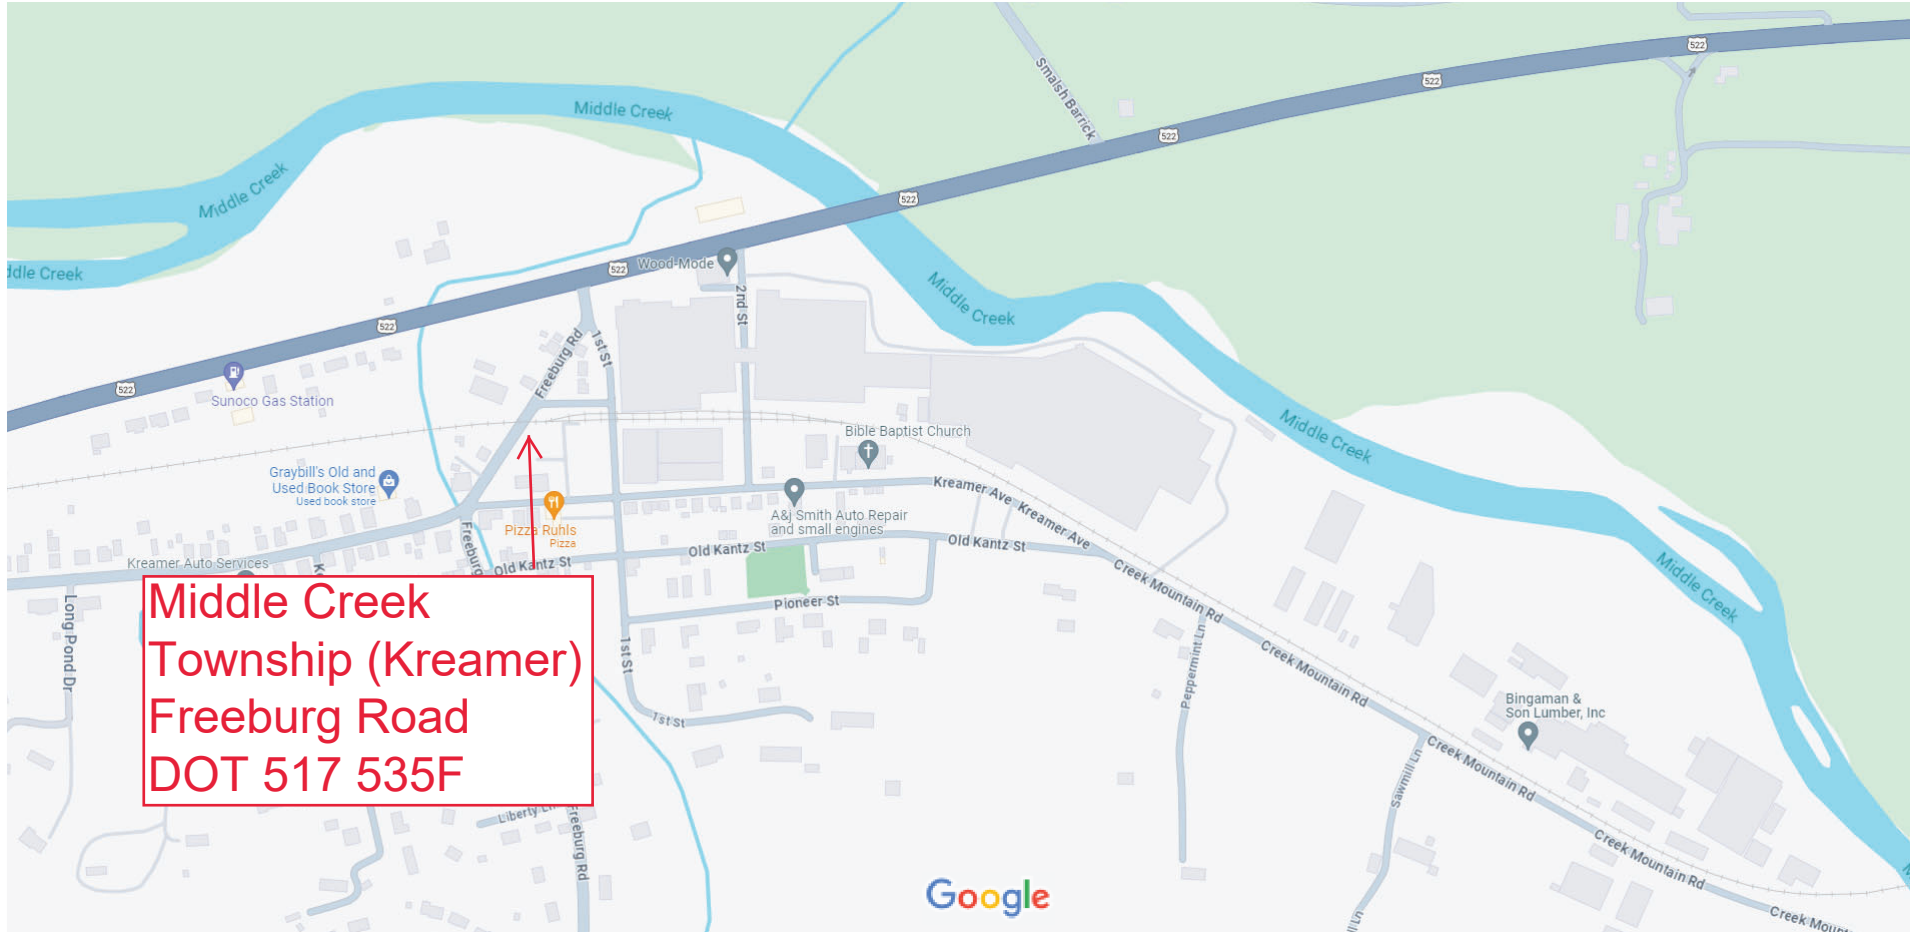 522
Smalsh Barrick
522
Middle Creek
522
Middle Creek
522
Middle Creek
522
Wood-Mode
2nd St
Middle Creek
522
Freeburg Rd
1st St
522
Sunoco Gas Station
Middle Creek
Bible Baptist Church
Graybill's Old and
Used Book Store
Used book store
Kreamer Ave
Kreamer Ave
Pizza Ruhls
Pizza
A&j Smith Auto Repair
and small engines
Freeburg
Old Kantz St
Old Kantz St
Old Kantz St
Kreamer Auto Services
Creek Mountain Rd
Middle Creek
Middle Creek
Township (Kreamer)
Freeburg Road
DOT 517 535F
Long Pond Dr
Pioneer St
1st St
Peppermint Ln
Creek Mountain Rd
1st St
Bingaman &
Son Lumber, Inc
Creek Mountain Rd
Sawmill Ln
Liberty
Freeburg Rd
Creek Mountain Rd
Google
Creek